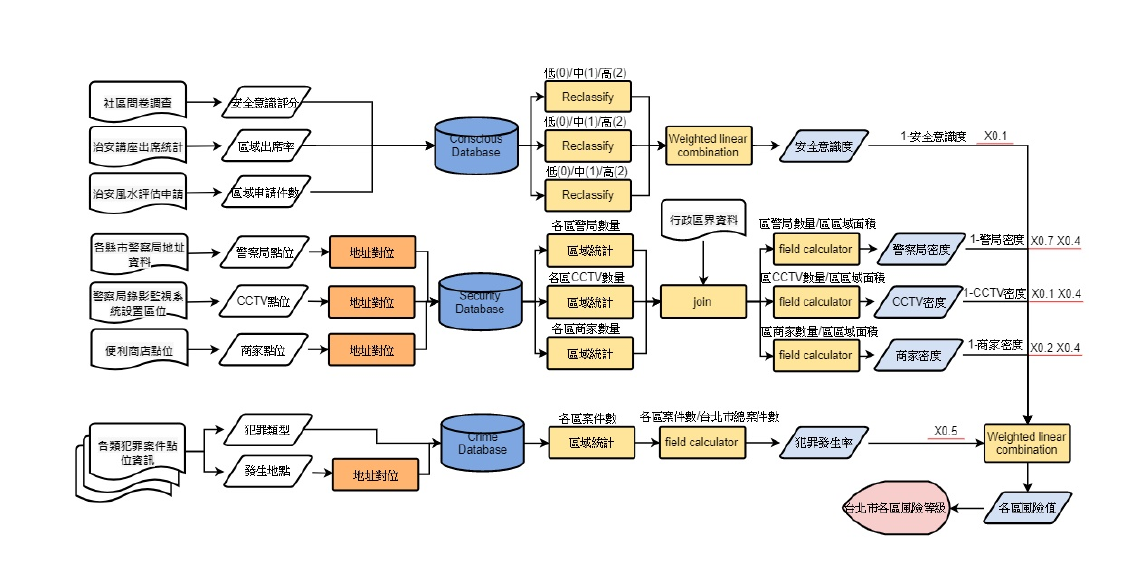 低(0)/中(1)/高(2)
社區問卷調查
安全意識部分
Reclassify
低(0)/中(1)/高(2)
治安講座出席統計
區域出席率
Conscious
Database
Reclassify
Weighted linear
combination
安全意識度
1-安全意識度
X0.1
低(0)/中(1)/高(2)
治安風水評估申請
區域申請件數
Reclassify
行政區界資料
各縣市警察局地址
資料
警察局點位
地址對位
各區警局數量
區域統計
區警局數量/區區域面積
field calculator
警察局密度
1-警局密度
X0.7 X0.4
警察局錄影監視系
統設置區位
CCTV點位
地址對位
Security
Database
各區CCTV數量
區域統計
join
區CCTV數量/區區域面積
field calculator
CCTV密度
1-CCTV密度
X0.1 X0.4
便利商店點位
商家點位
地址對位
各區商家數量
區域統計
區商家數量/區區域面積
field calculator
商家密度
1-商家密度
X0.2 X0.4
各類犯罪案件點
位資訊
犯罪類型
發生地點
地址對位
Crime
Database
各區案件數
區域統計
各區案件數/台北市總案件數
field calculator
犯罪發生率
X0.5
Weighted linear
combination
台北市各區風險等級
各區風險值